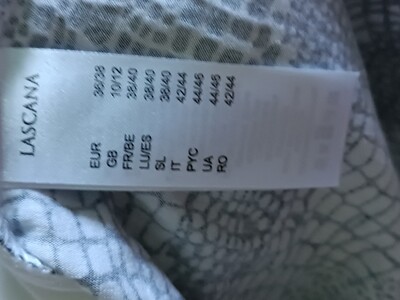 LASCANA
EUR 36/38
GB 10/12
FR/BE 38/40
LU/ES 38/40
SL 38/40
IT 42/44
РУС 44/46
UA 44/46
RO 42/44